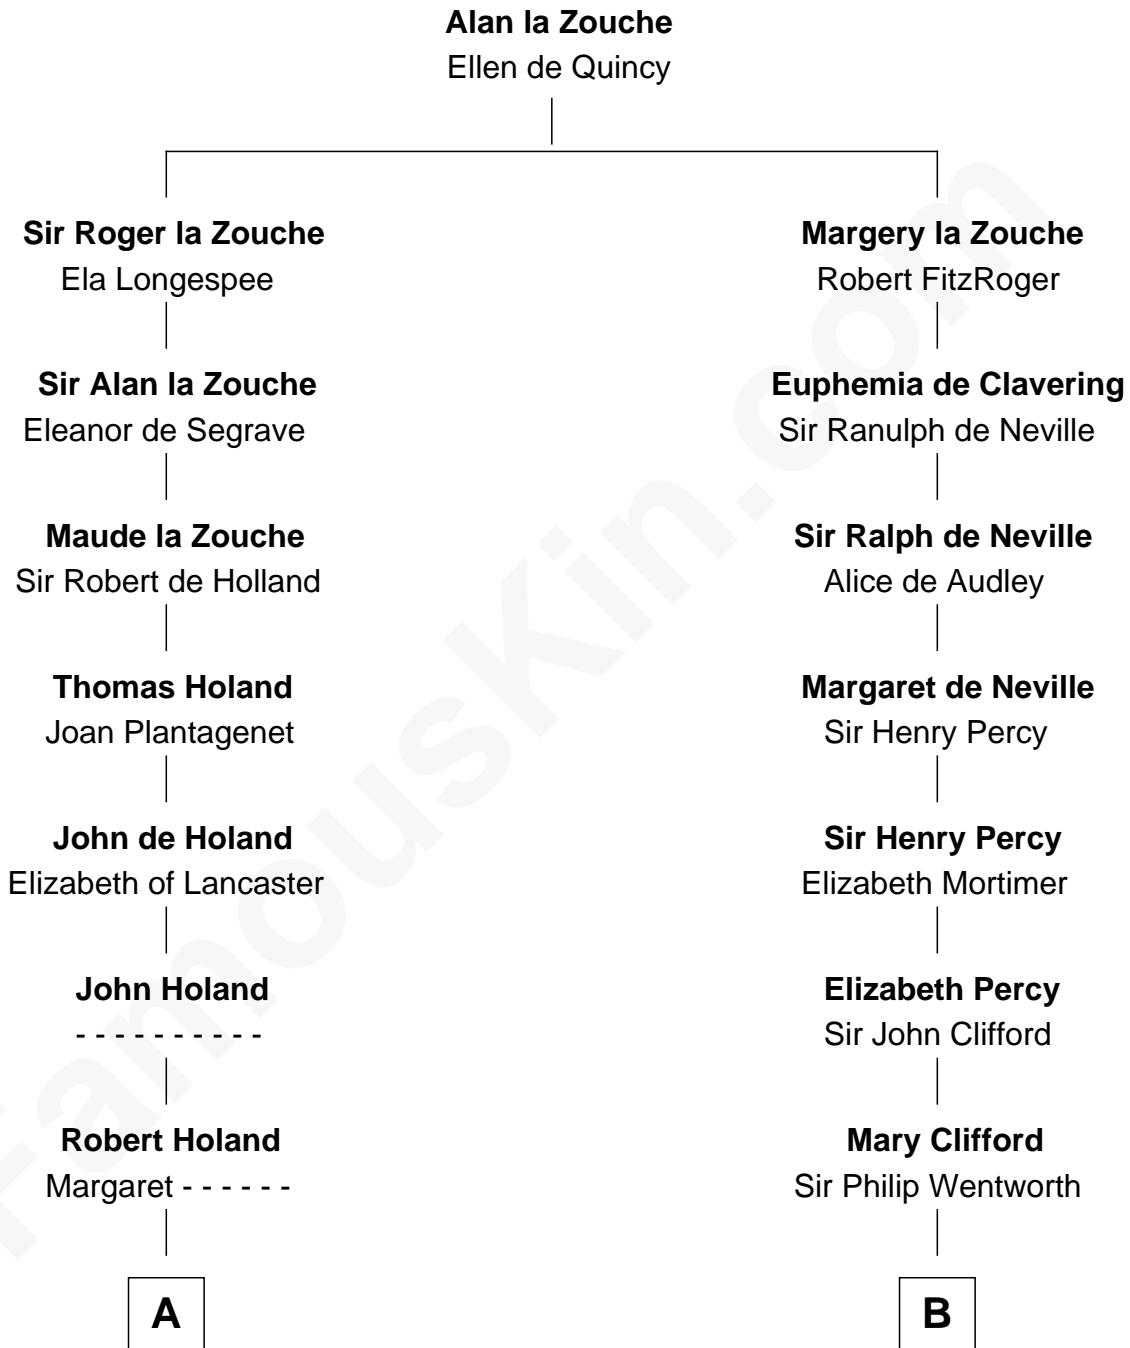 Alan la Zouche
Ellen de Quincy
Sir Roger la Zouche
Ela Longespee
Margery la Zouche
Robert FitzRoger
Sir Alan la Zouche
Eleanor de Segrave
Euphemia de Clavering
Sir Ranulph de Neville
Maude la Zouche
Sir Robert de Holland
Sir Ralph de Neville
Alice de Audley
Thomas Holand
Joan Plantagenet
Margaret de Neville
Sir Henry Percy
John de Holand
Elizabeth of Lancaster
Sir Henry Percy
Elizabeth Mortimer
John Holand
- - - - - - - - - -
Elizabeth Percy
Sir John Clifford
Robert Holand
Margaret - - - - - -
Mary Clifford
Sir Philip Wentworth
A
B
FamousKin.com